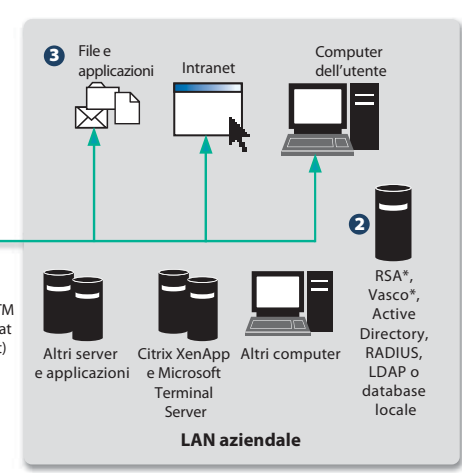 3
File e
applicazioni
Intranet
Computer
dell'utente
2
RSA*,
Vasco*,
Active
Directory,
RADIUS,
LDAP o
database
locale
Altri server
e applicazioni
Citrix XenApp
e Microsoft
Terminal
Server
Altri computer
LAN aziendale